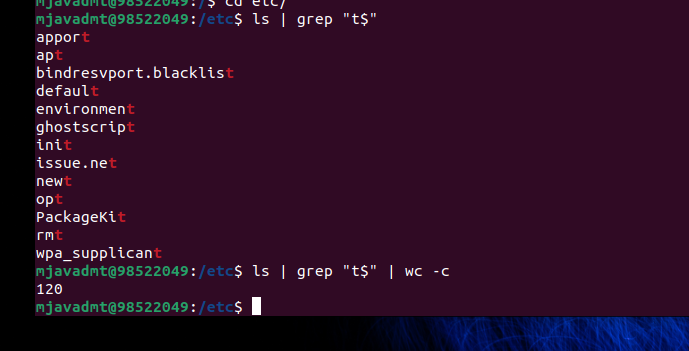 mjavadmt@98522049:/$ cd etc/
mjavadmt@98522049:/etc$ ls | grep "t$"
apport
apt
bindresvport.blacklist
default
environment
ghostscript
init
issue.net
newt
opt
PackageKit
rmt
wpa_supplicant
mjavadmt@98522049:/etc$ ls | grep "t$" | wc -c
120
mjavadmt@98522049:/etc$